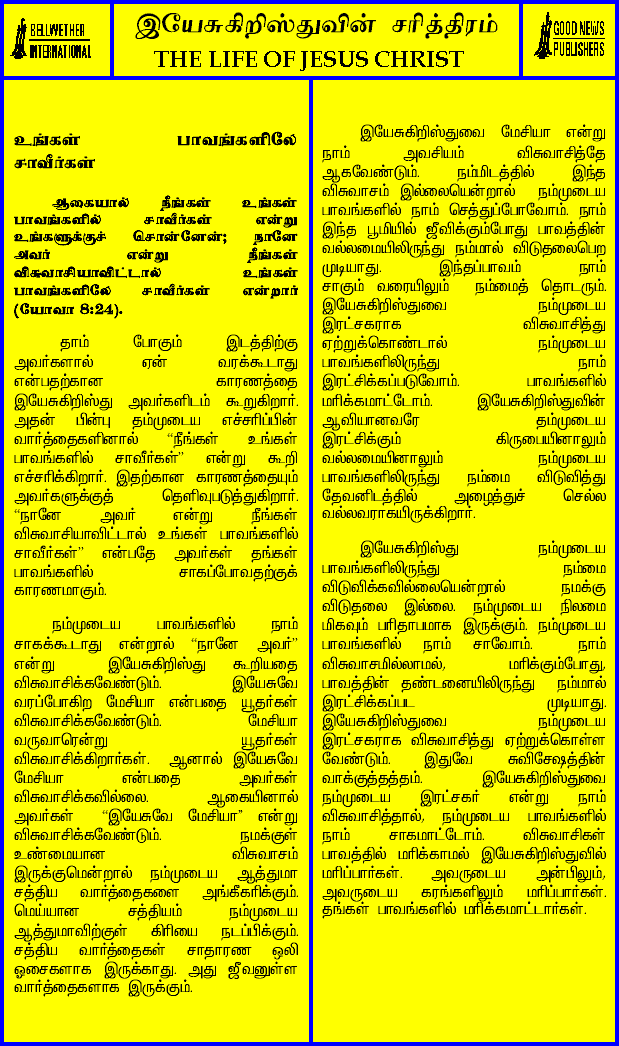 BELLWETHER
INTERNATIONAL
இயேசுகிறிஸ்துவின் சரித்திரம்
THE LIFE OF JESUS CHRIST
GOOD NEWS
PUBLISHERS
உங்கள் பாவங்களிலே
சாவீர்கள்
ஆகையால் நீங்கள் உங்கள்
பாவங்களில் சாவீர்கள் என்று
உங்களுக்குச் சொன்னேன்; நானே
அவர் என்று நீங்கள்
விசுவாசியாவிட்டால் உங்கள்
பாவங்களிலே சாவீர்கள் என்றார்
(யோவா 8:24).
தாம் போகும் இடத்திற்கு
அவர்களால் ஏன் வரக்கூடாது
என்பதற்கான காரணத்தை
இயேசுகிறிஸ்து அவர்களிடம் கூறுகிறார்.
அதன் பின்பு தம்முடைய எச்சரிப்பின்
வார்த்தைகளினால் “நீங்கள் உங்கள்
பாவங்களில் சாவீர்கள்” என்று கூறி
எச்சரிக்கிறார். இதற்கான காரணத்தையும்
அவர்களுக்குத் தெளிவுபடுத்துகிறார்.
“நானே அவர் என்று நீங்கள்
விசுவாசியாவிட்டால் உங்கள் பாவங்களில்
சாவீர்கள்” என்பதே அவர்கள் தங்கள்
பாவங்களில் சாகப்போவதற்குக்
காரணமாகும்.
நம்முடைய பாவங்களில் நாம்
சாகக்கூடாது என்றால் “நானே அவர்”
என்று இயேசுகிறிஸ்து கூறியதை
விசுவாசிக்கவேண்டும். இயேசுவே
வரப்போகிற மேசியா என்பதை யூதர்கள்
விசுவாசிக்கவேண்டும். மேசியா
வருவாரென்று யூதர்கள்
விசுவாசிக்கிறார்கள். ஆனால் இயேசுவே
மேசியா என்பதை அவர்கள்
விசுவாசிக்கவில்லை. ஆகையினால்
அவர்கள் “இயேசுவே மேசியா” என்று
விசுவாசிக்கவேண்டும். நமக்குள்
உண்மையான விசுவாசம்
இருக்குமென்றால் நம்முடைய ஆத்துமா
சத்திய வார்த்தைகளை அங்கீகரிக்கும்.
மெய்யான சத்தியம் நம்முடைய
ஆத்துமாவிற்குள் கிரியை நடப்பிக்கும்.
சத்திய வார்த்தைகள் சாதாரண ஒலி
ஓசைகளாக இருக்காது. அது ஜீவனுள்ள
வார்த்தைகளாக இருக்கும்.
இயேசுகிறிஸ்துவை மேசியா என்று
நாம் அவசியம் விசுவாசித்தே
ஆகவேண்டும். நம்மிடத்தில் இந்த
விசுவாசம் இல்லையென்றால் நம்முடைய
பாவங்களில் நாம் செத்துப்போவோம். நாம்
இந்த பூமியில் ஜீவிக்கும்போது பாவத்தின்
வல்லமையிலிருந்து நம்மால் விடுதலைபெற
முடியாது. இந்தப்பாவம் நாம்
சாகும் வரையிலும் நம்மைத் தொடரும்.
இயேசுகிறிஸ்துவை நம்முடைய
இரட்சகராக விசுவாசித்து
ஏற்றுக்கொண்டால் நம்முடைய
பாவங்களிலிருந்து நாம்
இரட்சிக்கப்படுவோம். பாவங்களில்
மரிக்கமாட்டோம். இயேசுகிறிஸ்துவின்
ஆவியானவரே தம்முடைய
இரட்சிக்கும் கிருபையினாலும்
வல்லமையினாலும் நம்முடைய
பாவங்களிலிருந்து நம்மை விடுவித்து
தேவனிடத்தில் அழைத்துச் செல்ல
வல்லவராகயிருக்கிறார்.
இயேசுகிறிஸ்து நம்முடைய
பாவங்களிலிருந்து நம்மை
விடுவிக்கவில்லையென்றால் நமக்கு
விடுதலை இல்லை. நம்முடைய நிலமை
மிகவும் பரிதாபமாக இருக்கும். நம்முடைய
பாவங்களில் நாம் சாவோம். நாம்
விசுவாசமில்லாமல், மரிக்கும்போது,
பாவத்தின் தண்டனையிலிருந்து நம்மால்
இரட்சிக்கப்பட முடியாது.
இயேசுகிறிஸ்துவை நம்முடைய
இரட்சகராக விசுவாசித்து ஏற்றுக்கொள்ள
வேண்டும். இதுவே சுவிசேஷத்தின்
வாக்குத்தத்தம். இயேசுகிறிஸ்துவை
நம்முடைய இரட்சகர் என்று நாம்
விசுவாசித்தால், நம்முடைய பாவங்களில்
நாம் சாகமாட்டோம். விசுவாசிகள்
பாவத்தில் மரிக்காமல் இயேசுகிறிஸ்துவில்
மரிப்பார்கள். அவருடைய அன்பிலும்,
அவருடைய கரங்களிலும் மரிப்பார்கள்.
தங்கள் பாவங்களில் மரிக்கமாட்டார்கள்.